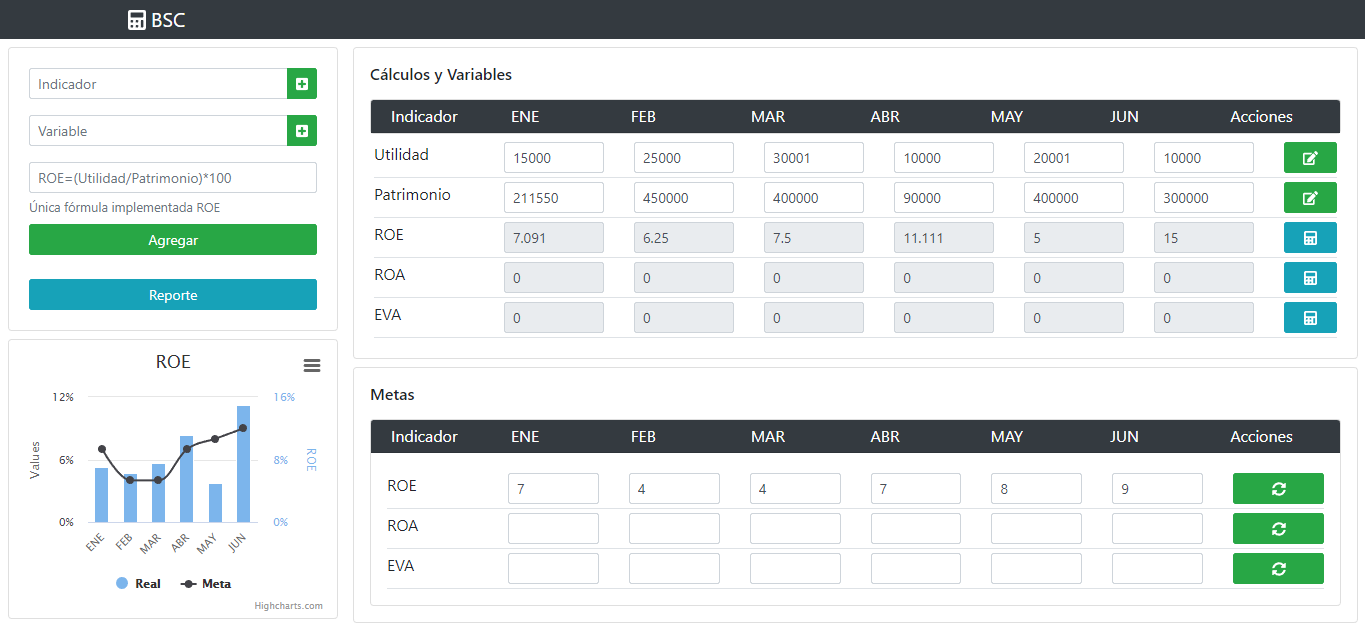 BSC
Indicador
Variable
ROE=(Utilidad/Patrimonio)*100
Única fórmula implementada ROE
Agregar
Reporte
ROE
12% 16%
Values 6% 8% ROE
0% 0%
ENE FEB MAR ABR MAY JUN
Real Meta
Highcharts.com
Cálculos y Variables
Indicador ENE FEB MAR ABR MAY JUN Acciones
Utilidad 15000 25000 30001 10000 20001 10000
Patrimonio 211550 450000 400000 90000 400000 300000
ROE 7.091 6.25 7.5 11.111 5 15
ROA 0 0 0 0 0 0
EVA 0 0 0 0 0 0
Metas
Indicador ENE FEB MAR ABR MAY JUN Acciones
ROE 7 4 4 7 8 9
ROA
EVA